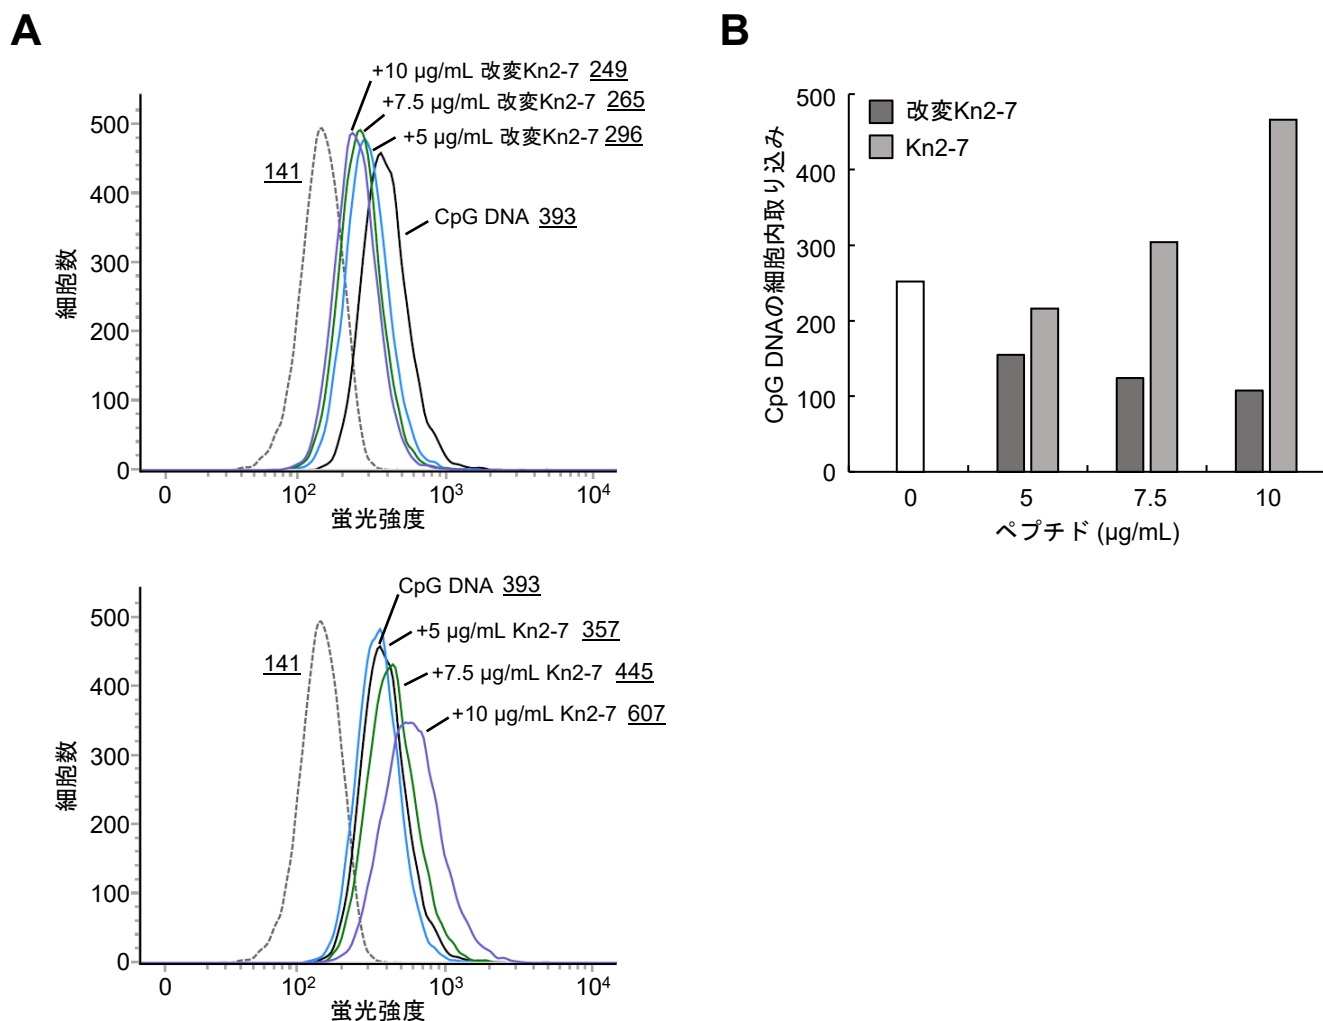 A
+10 µg/mL 改変Kn2-7 249
+7.5 µg/mL 改変Kn2-7 265
+5 µg/mL 改変Kn2-7 296
141
CpG DNA 393
細胞数
500
400
300
200
100
0
0 10² 10³ 10⁴
蛍光強度
CpG DNA 393
+5 µg/mL Kn2-7 357
+7.5 µg/mL Kn2-7 445
+10 µg/mL Kn2-7 607
141
細胞数
500
400
300
200
100
0
0 10² 10³ 10⁴
蛍光強度
B
改変Kn2-7
Kn2-7
CpG DNAの細胞内取り込み
500
400
300
200
100
0
0 5 7.5 10
ペプチド (µg/mL)